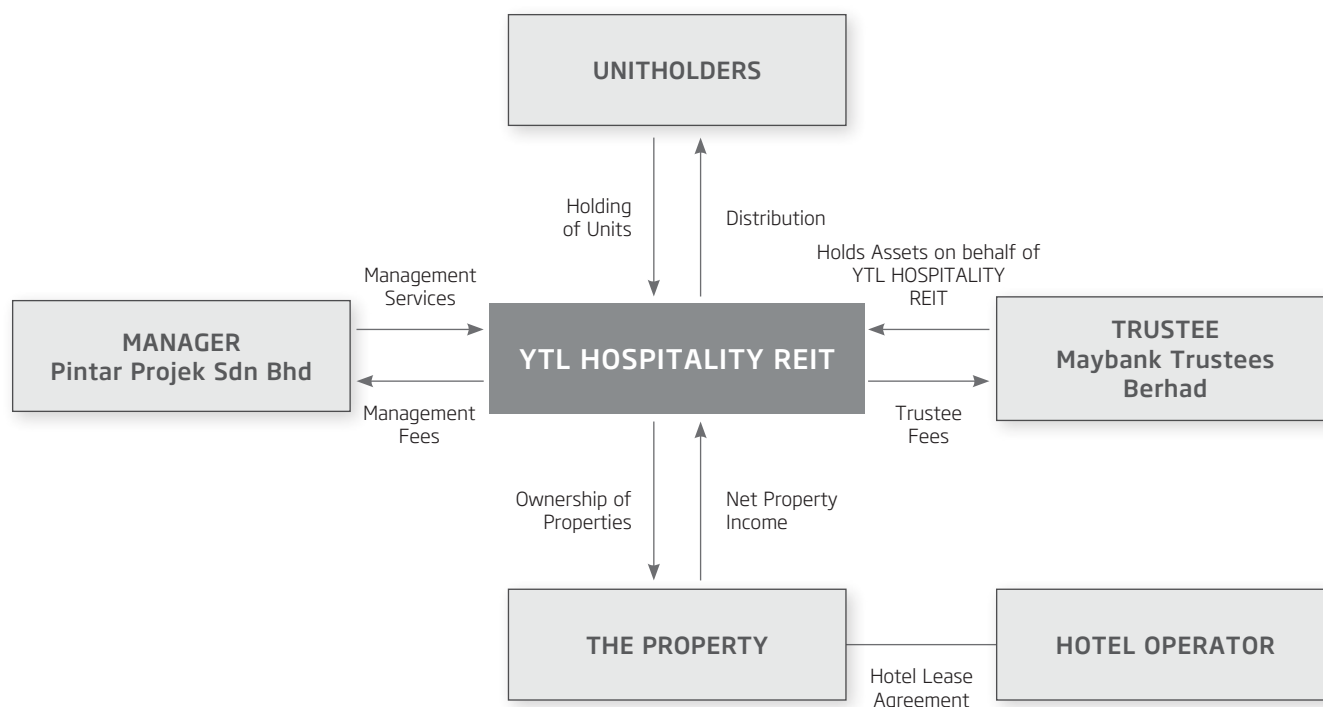 UNITHOLDERS
Holding
of Units
Distribution
Holds Assets on behalf of
YTL HOSPITALITY
REIT
Management
Services
MANAGER
Pintar Projek Sdn Bhd
YTL HOSPITALITY REIT
TRUSTEE
Maybank Trustees
Berhad
Management
Fees
Trustee
Fees
Ownership of
Properties
Net Property
Income
THE PROPERTY
HOTEL OPERATOR
Hotel Lease
Agreement